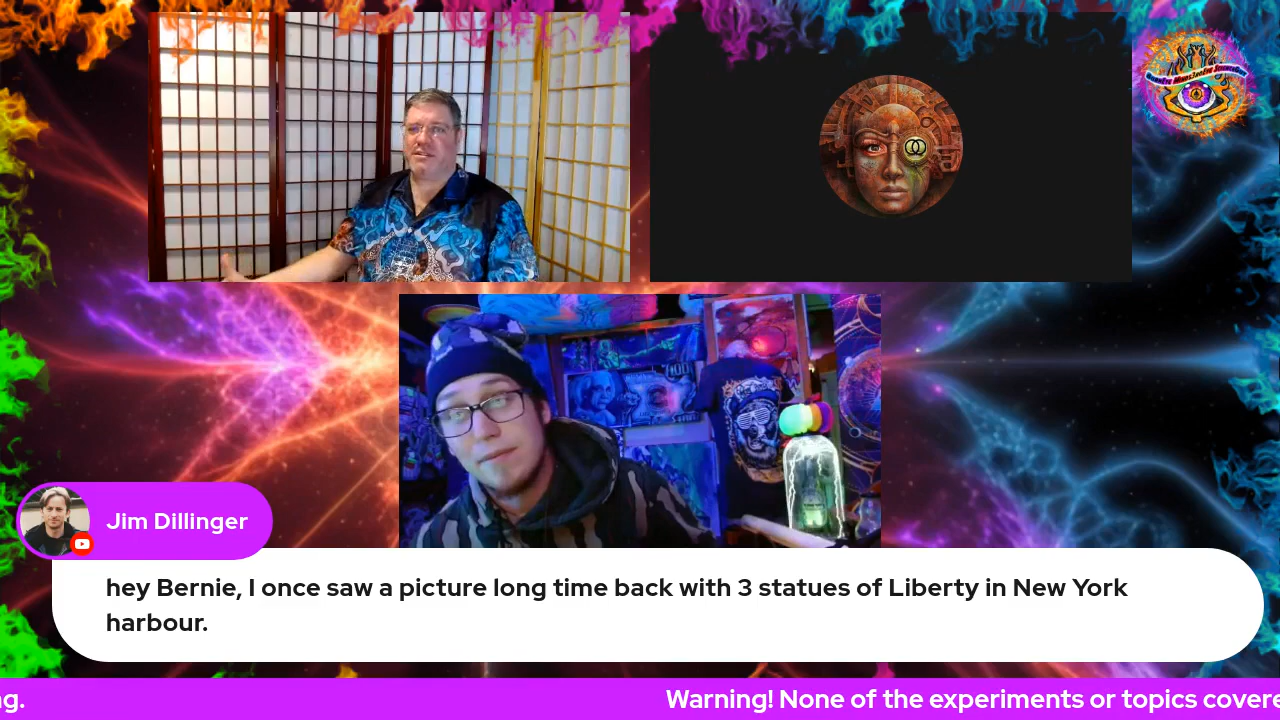 Jim Dillinger
hey Bernie, I once saw a picture long time back with 3 statues of Liberty in New York
harbour.
g.
Warning! None of the experiments or topics covere